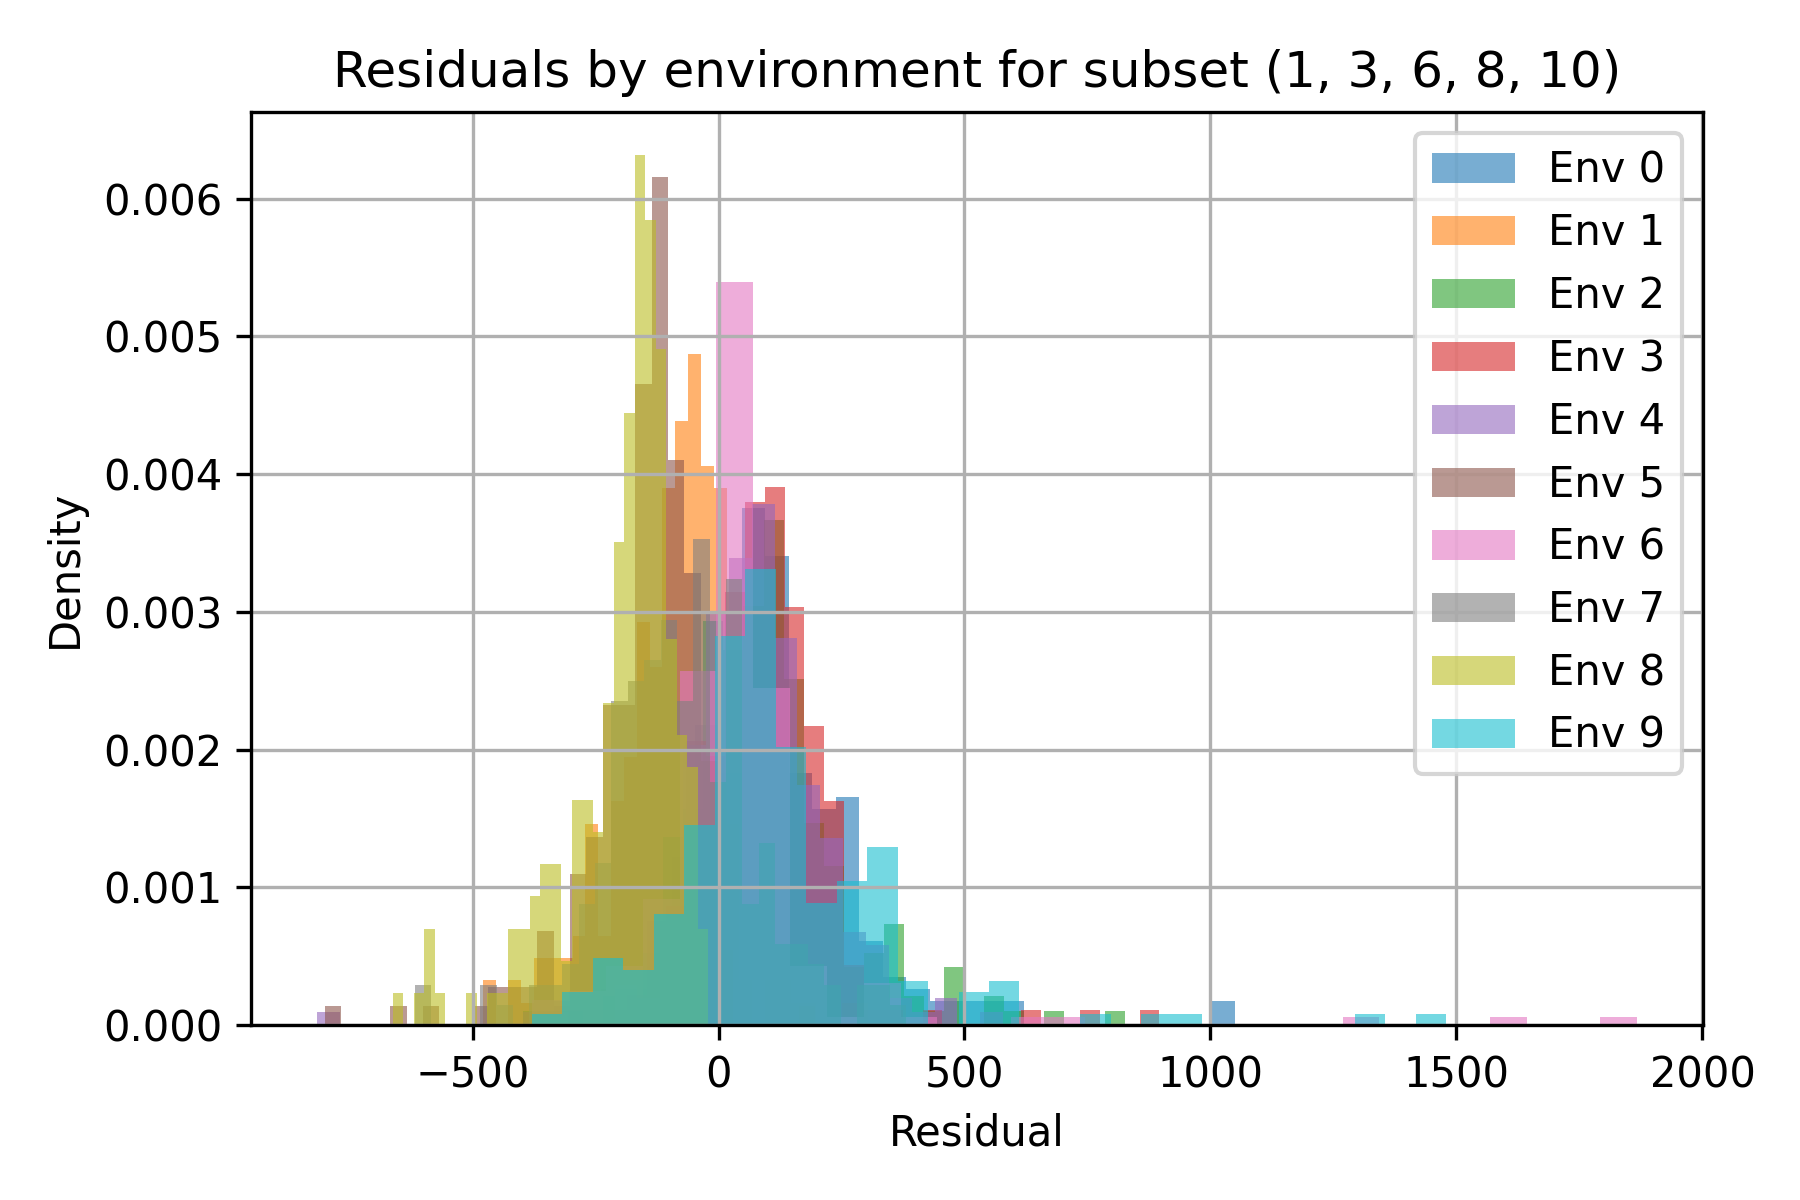 Residuals by environment for subset (1, 3, 6, 8, 10)
Density
0.006
0.005
0.004
0.003
0.002
0.001
0.000
−500
0
500
1000
1500
2000
Residual
Env 0
Env 1
Env 2
Env 3
Env 4
Env 5
Env 6
Env 7
Env 8
Env 9